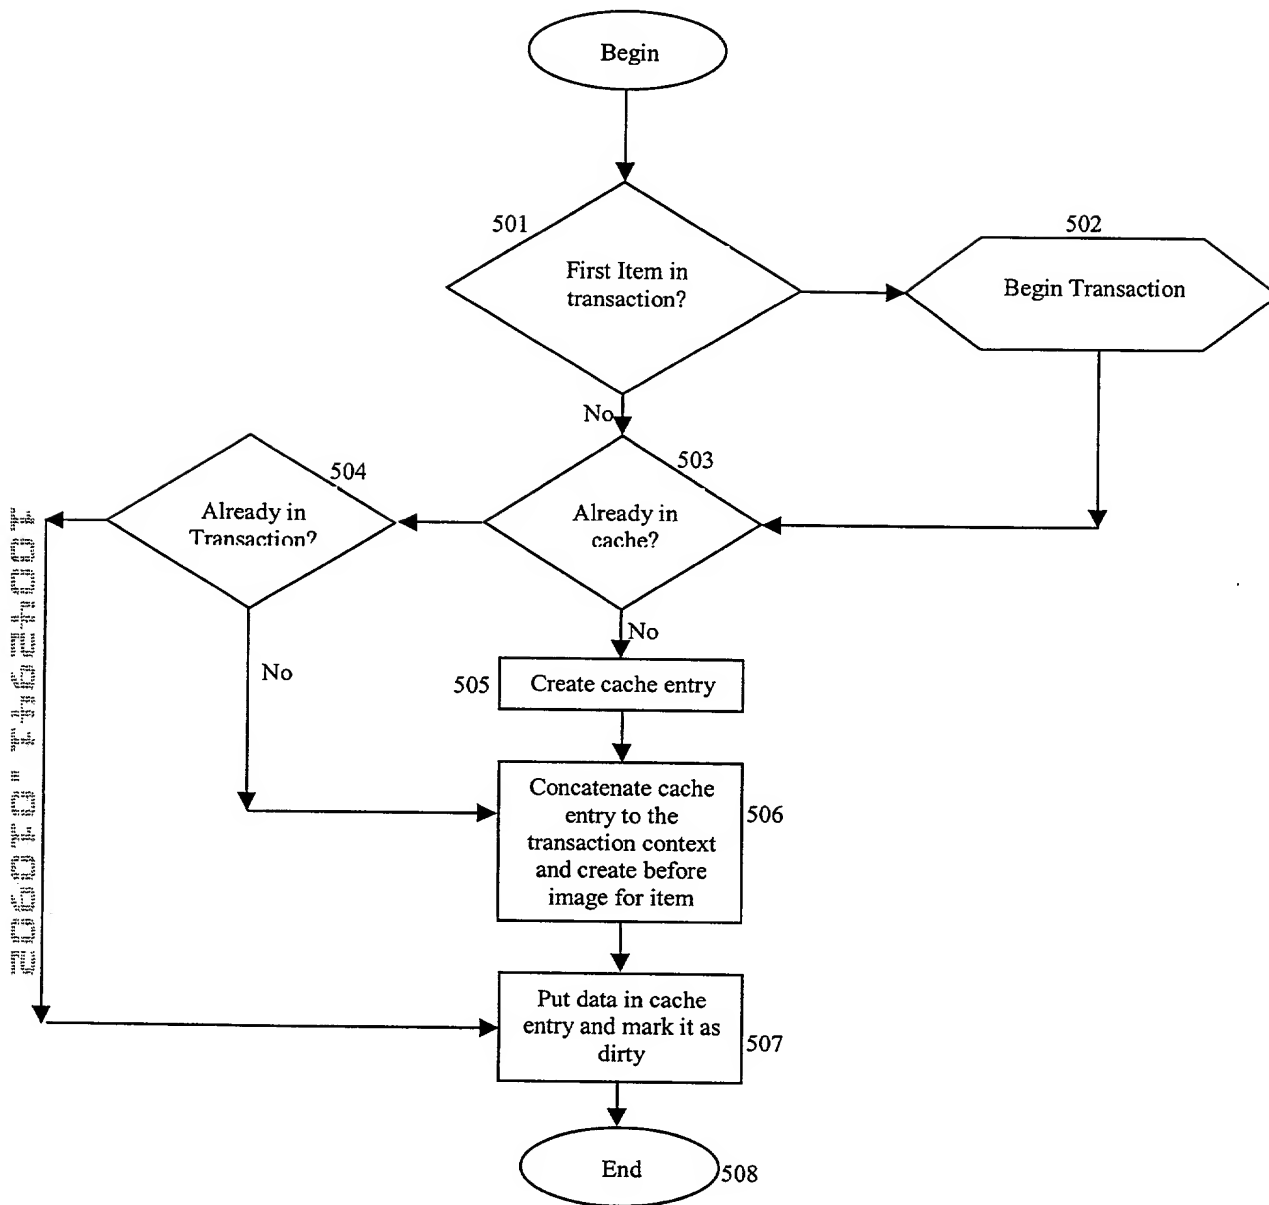 Begin
501
First Item in
transaction?
502
Begin Transaction
No
503
Already in
cache?
504
Already in
Transaction?
No
No
505
Create cache entry
Concatenate cache
entry to the
transaction context
and create before
image for item
506
Put data in cache
entry and mark it as
dirty
507
End
508
10042941.010902